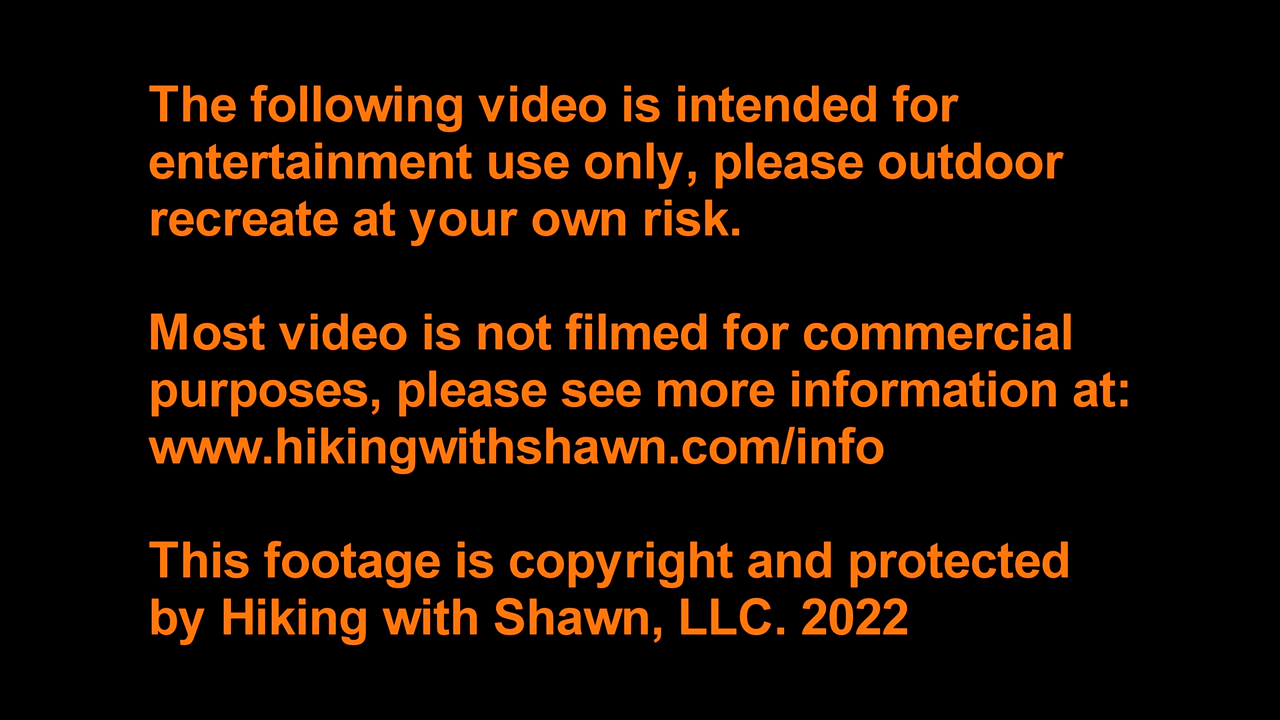 The following video is intended for
entertainment use only, please outdoor
recreate at your own risk.
Most video is not filmed for commercial
purposes, please see more information at:
www.hikingwithshawn.com/info
This footage is copyright and protected
by Hiking with Shawn, LLC. 2022